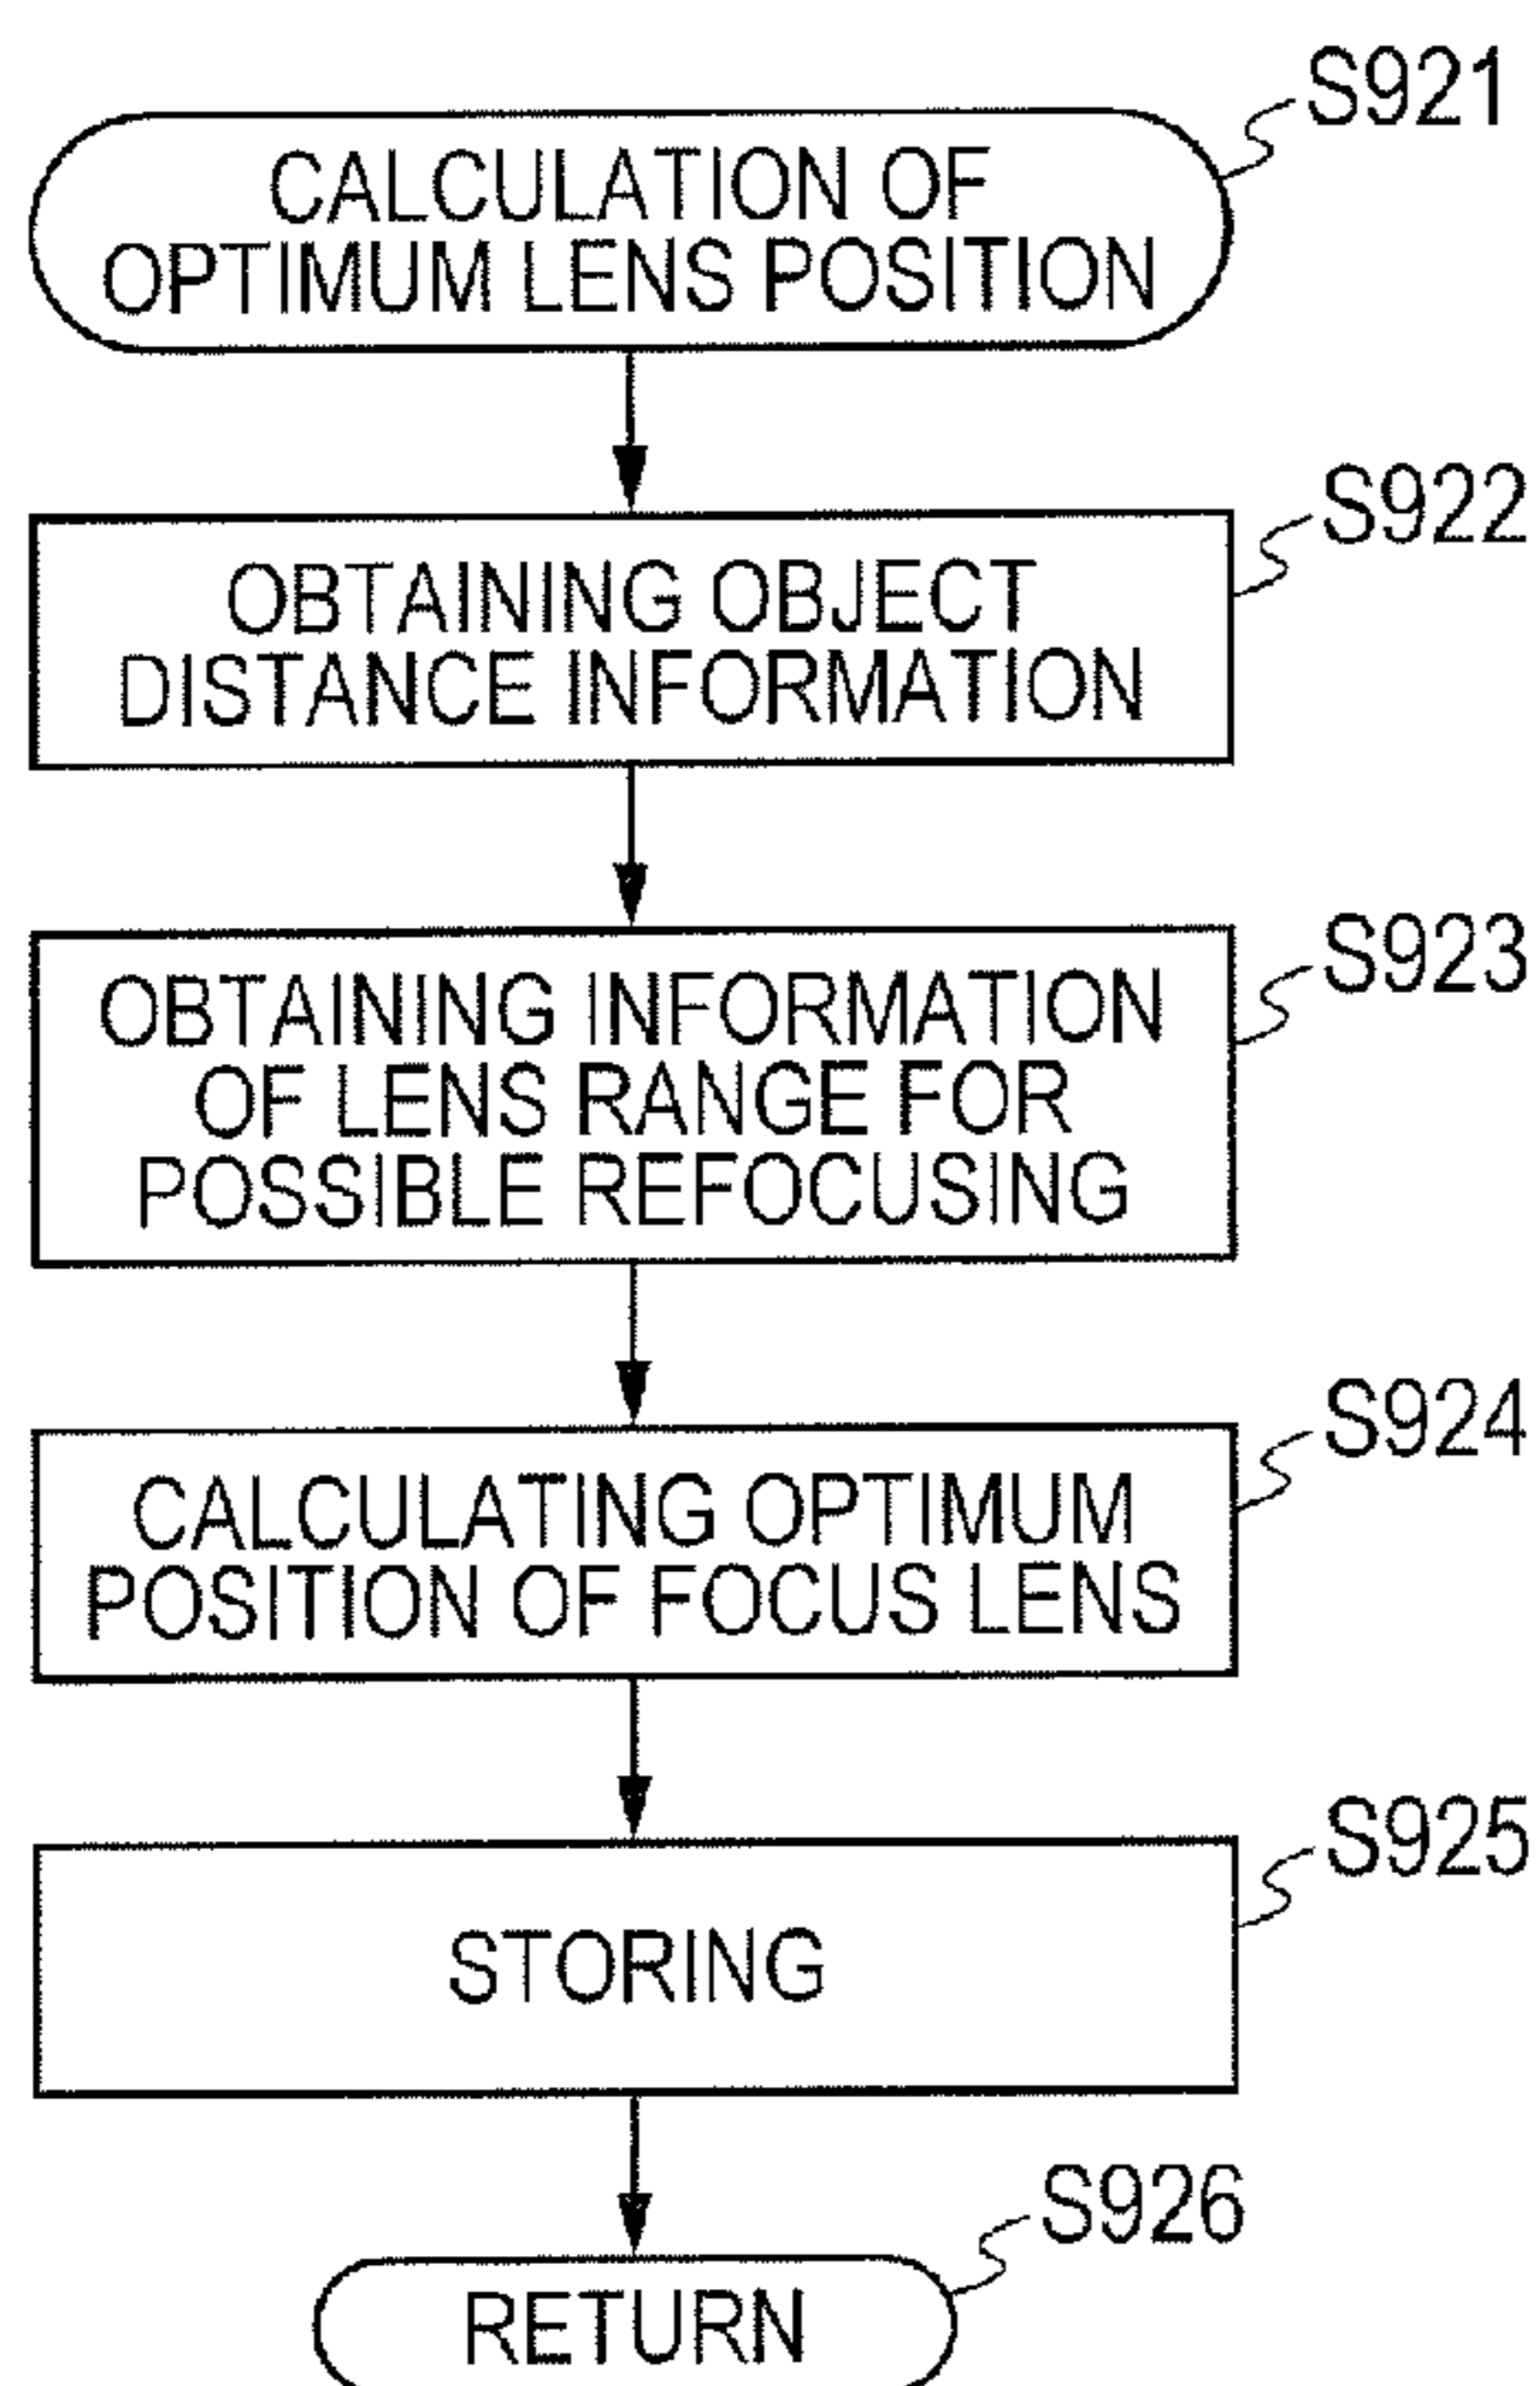 S921
CALCULATION OF
OPTIMUM LENS POSITION
S922
OBTAINING OBJECT
DISTANCE INFORMATION
S923
OBTAINING INFORMATION
OF LENS RANGE FOR
POSSIBLE REFOCUSING
S924
CALCULATING OPTIMUM
POSITION OF FOCUS LENS
S925
STORING
S926
RETURN